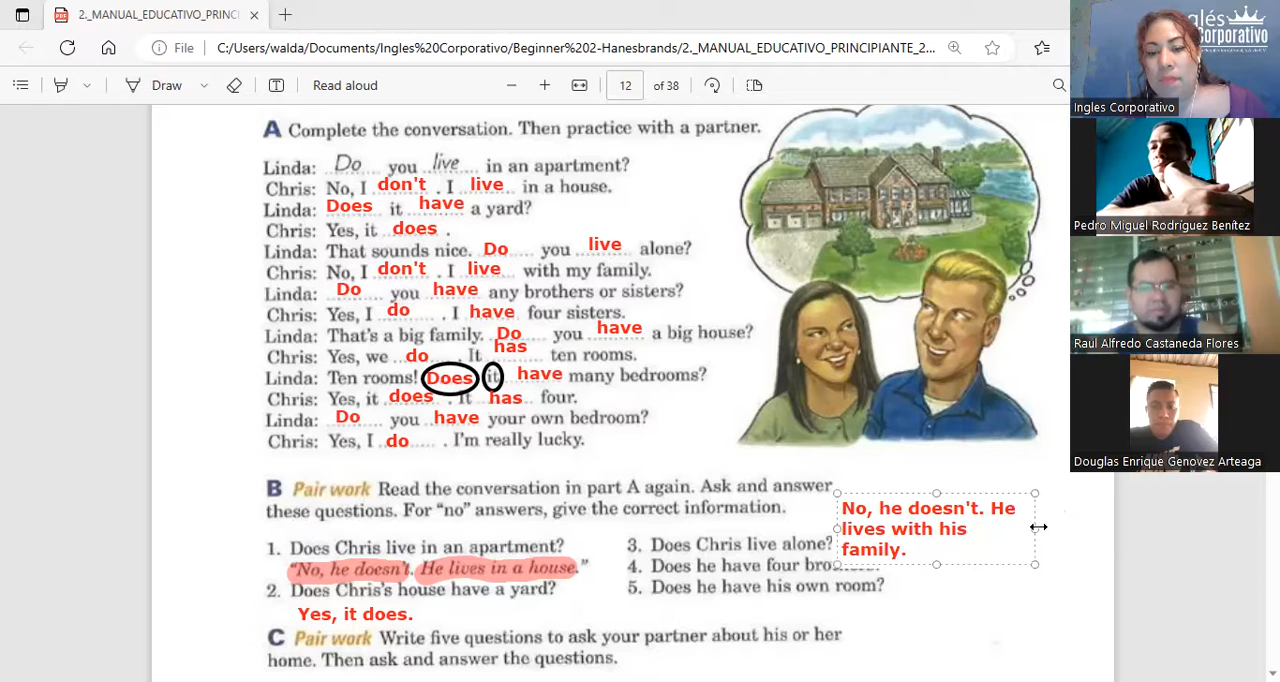 2._MANUAL_EDUCATIVO_PRINCI
File C:/Users/walda/Documents/Ingles%20Corporativo/Beginner%202-Hanesbrands/2._MANUAL_EDUCATIVO_PRINCIPIANTE_2...
Draw Read aloud 12 of 38
glés
orporativo
Ingles Corporativo
Pedro Miguel Rodríguez Benítez
Raul Alfredo Castaneda Flores
Douglas Enrique Genovez Arteaga
A Complete the conversation. Then practice with a partner.
Linda: Do you live in an apartment?
Chris: No, I don't . I live in a house.
Linda: Does it have a yard?
Chris: Yes, it does .
Linda: That sounds nice. Do you live alone?
Chris: No, I don't . I live with my family.
Linda: Do you have any brothers or sisters?
Chris: Yes, I do . I have four sisters.
Linda: That's a big family. Do you have a big house?
Chris: Yes, we do . It has ten rooms.
Linda: Ten rooms! Does it have many bedrooms?
Chris: Yes, it does . It has four.
Linda: Do you have your own bedroom?
Chris: Yes, I do . I'm really lucky.
B Pair work Read the conversation in part A again. Ask and answer
these questions. For “no” answers, give the correct information.
1. Does Chris live in an apartment?
“No, he doesn't. He lives in a house.”
2. Does Chris's house have a yard?
Yes, it does.
3. Does Chris live alone?
No, he doesn't. He
lives with his
family.
4. Does he have four
5. Does he have his own room?
C Pair work Write five questions to ask your partner about his or her
home. Then ask and answer the questions.